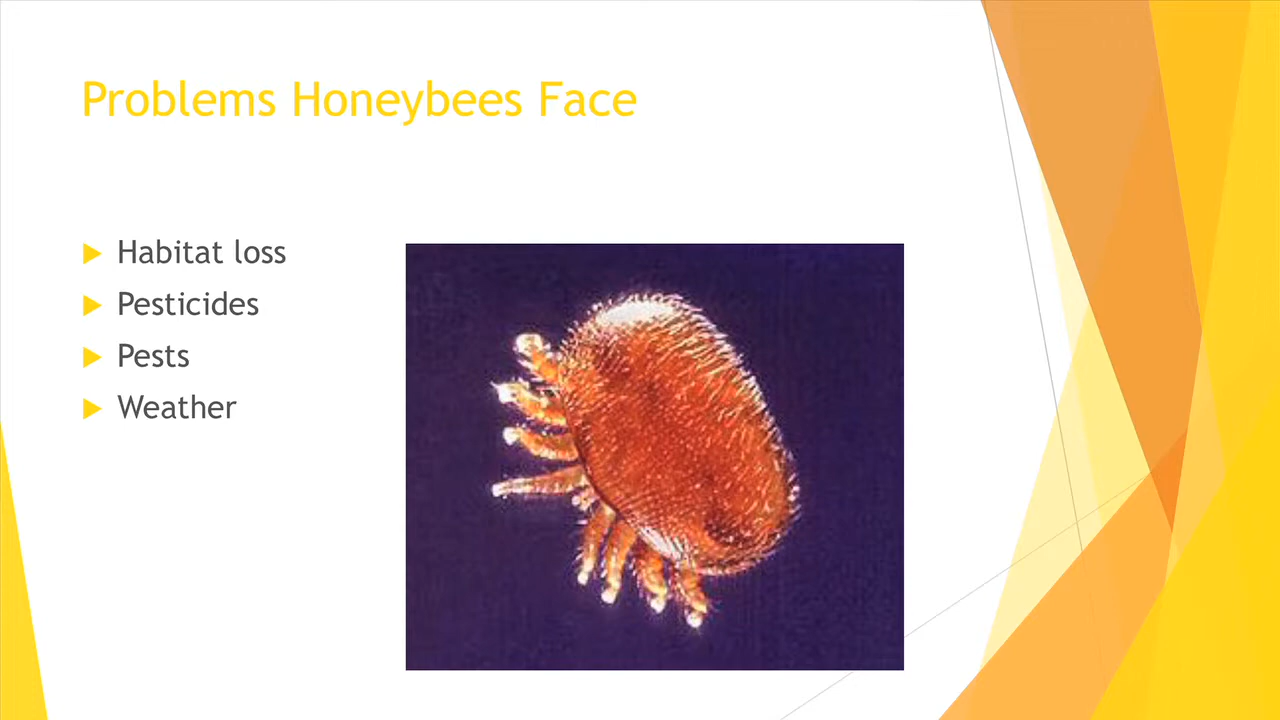 Problems Honeybees Face
Habitat loss
Pesticides
Pests
Weather